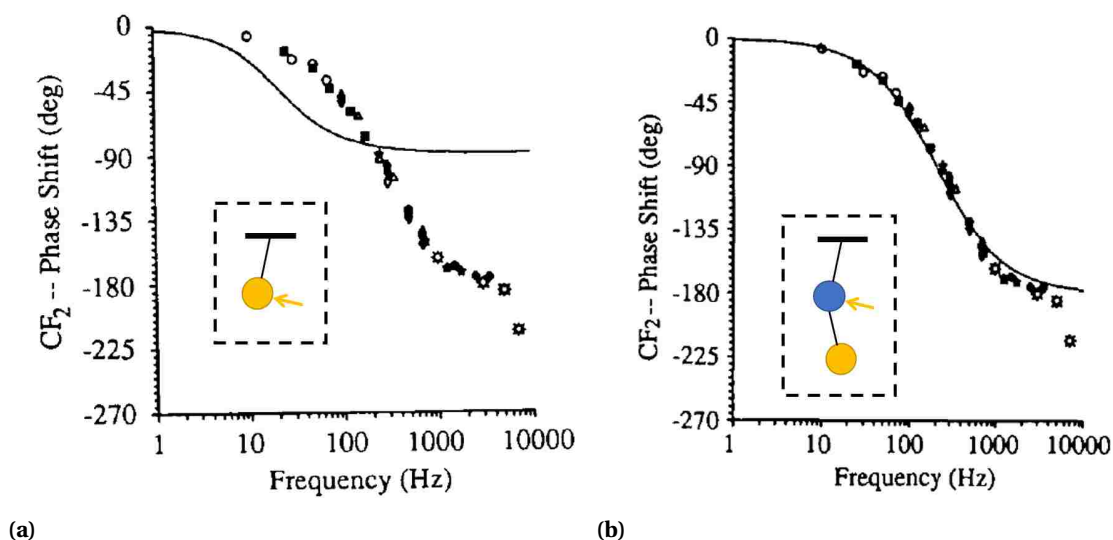 0
-45
-90
-135
-180
-225
-270
CF2 -- Phase Shift (deg)
1 10 100 1000 10000
Frequency (Hz)
(a)
0
-45
-90
-135
-180
-225
-270
CF2-- Phase Shift (deg)
1 10 100 1000 10000
Frequency (Hz)
(b)